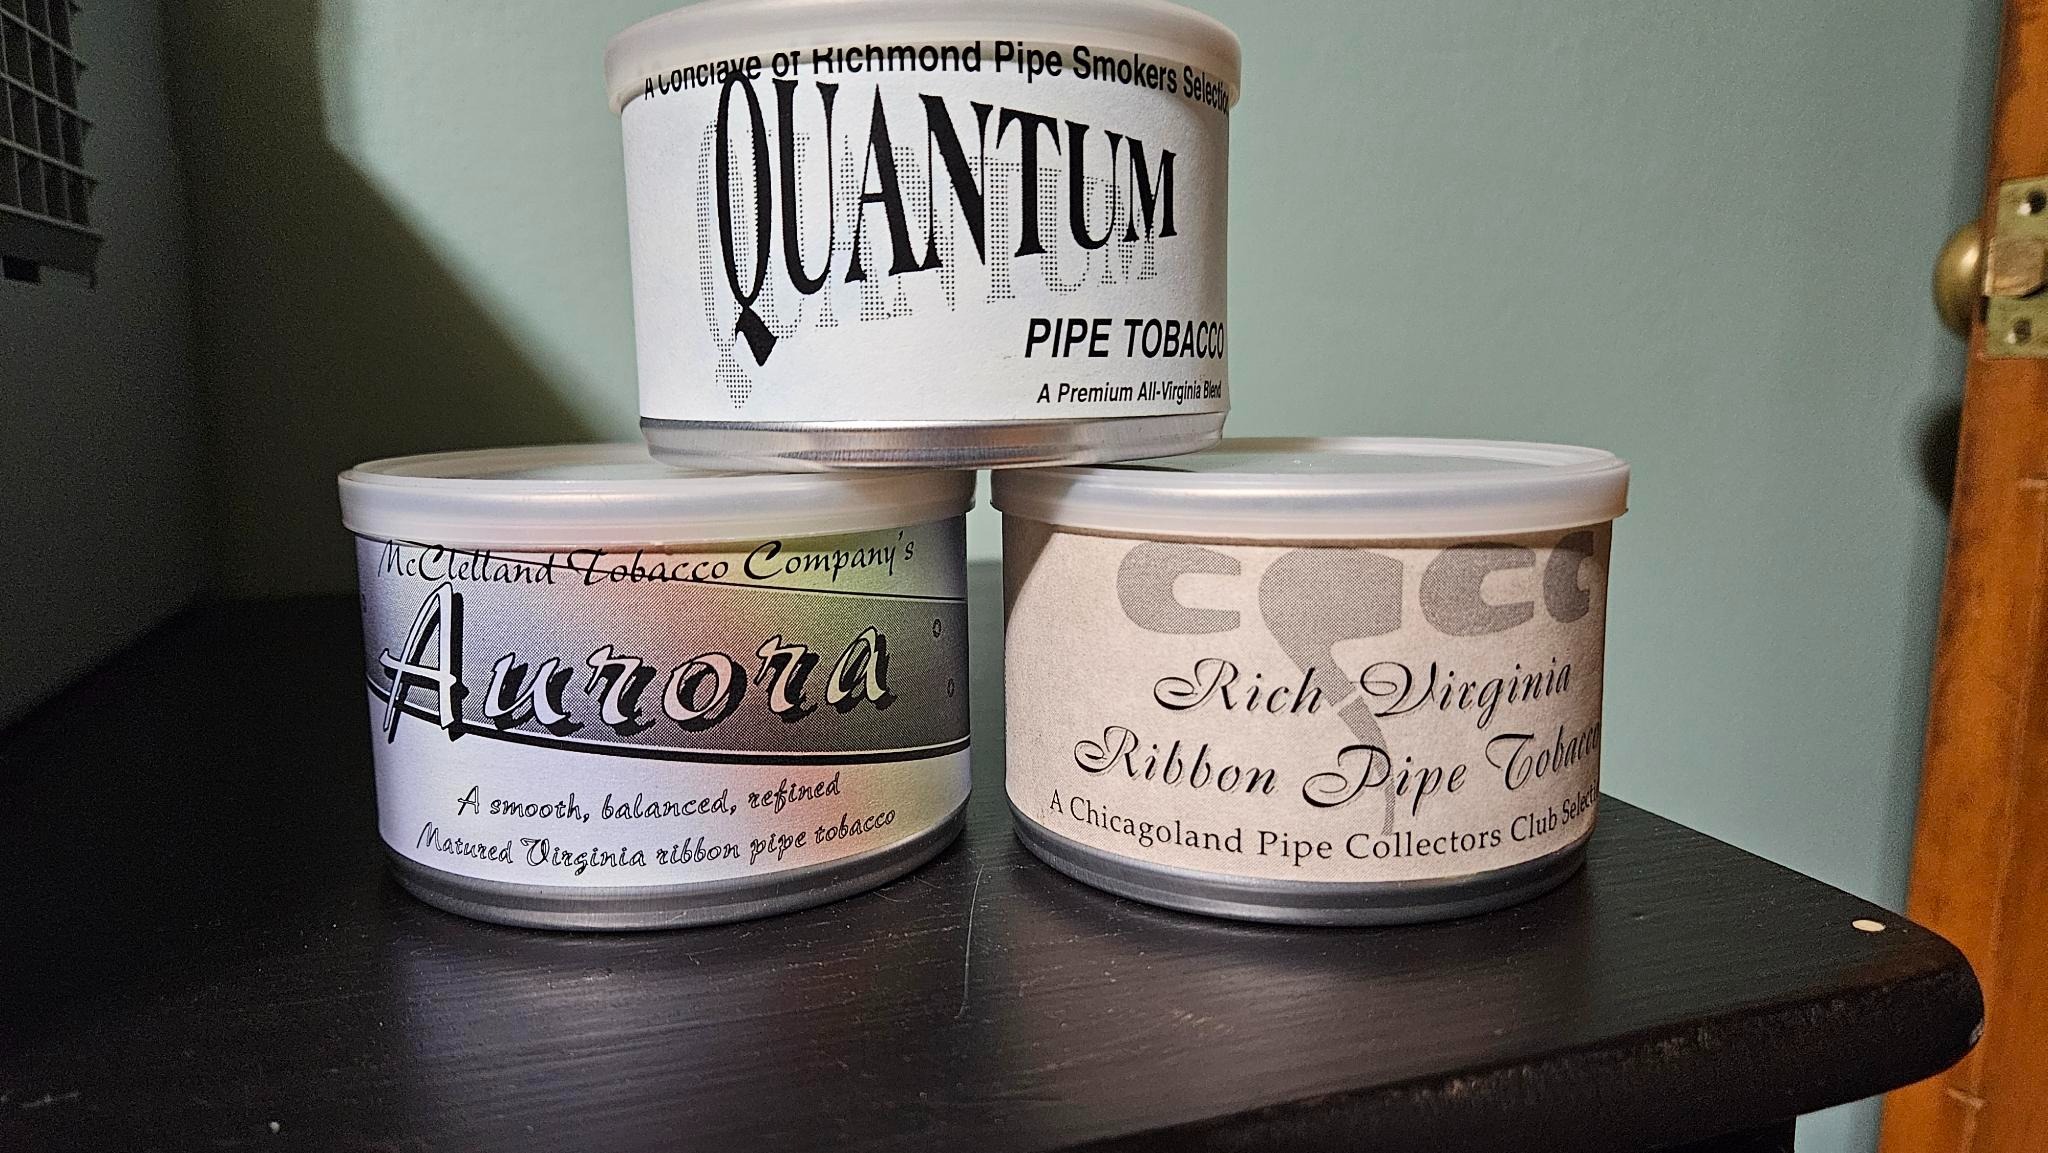 A Conclave of Richmond Pipe Smokers Selection
QUANTUM
PIPE TOBACCO
A Premium All-Virginia Blend
McClelland Tobacco Company's
Aurora
A smooth, balanced, refined
Matured Virginia ribbon pipe tobacco
CPCC
Rich Virginia
Ribbon Pipe Tobacco
A Chicagoland Pipe Collectors Club Selecti